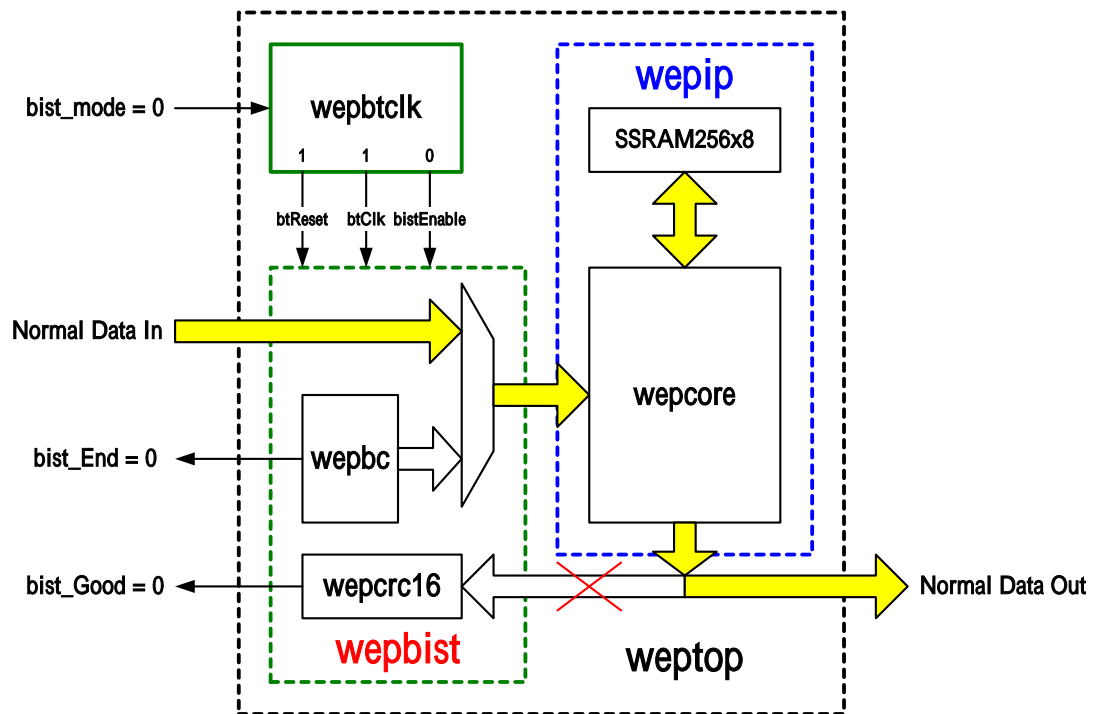 wepip
bist_mode = 0
wepbtclk
SSRAM256x8
1 1 0
btReset btClk bistEnable
Normal Data In
wepcore
bist_End = 0
wepbc
bist_Good = 0
wepcrc16
Normal Data Out
wepbist
weptop